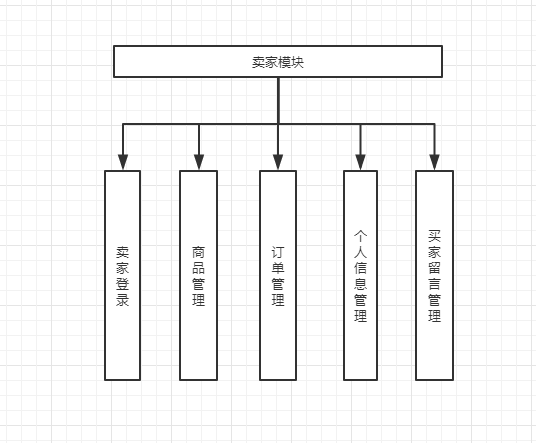 卖家模块
卖家登录
商品管理
订单管理
个人信息管理
买家留言管理